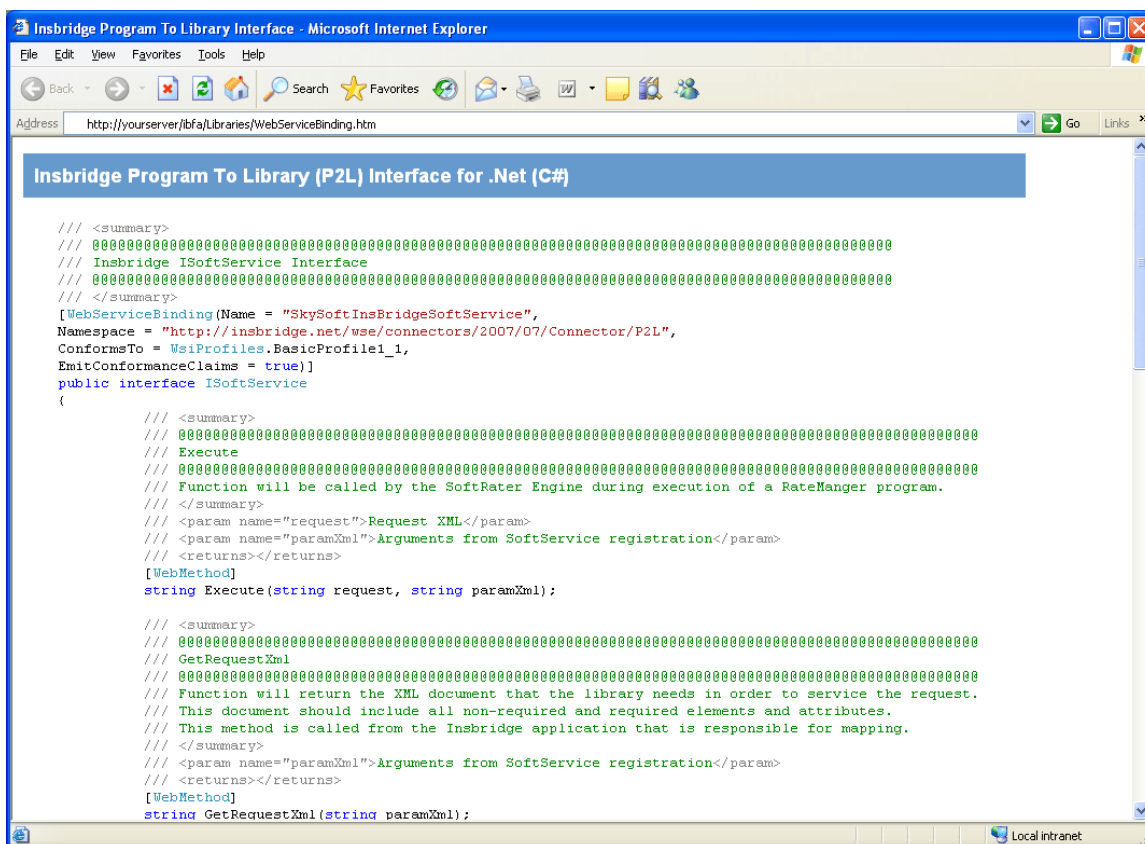 Insbridge Program To Library Interface - Microsoft Internet Explorer
File Edit View Favorites Tools Help
Back Search Favorites
Address http://yourserver/ibfa/Libraries/WebServiceBinding.htm Go Links »
Insbridge Program To Library (P2L) Interface for .Net (C#)
/// <summary>
/// @@@@@@@@@@@@@@@@@@@@@@@@@@@@@@@@@@@@@@@@@@@@@@@@@@@@@@@@@@@@@@@@@@@@@@@@@@@@@@@@@@@@@@@@@@@@@
/// Insbridge ISoftService Interface
/// @@@@@@@@@@@@@@@@@@@@@@@@@@@@@@@@@@@@@@@@@@@@@@@@@@@@@@@@@@@@@@@@@@@@@@@@@@@@@@@@@@@@@@@@@@@@@
/// </summary>
[WebServiceBinding(Name = "SkySoftInsBridgeSoftService",
Namespace = "http://insbridge.net/wse/connectors/2007/07/Connector/P2L",
ConformsTo = WsiProfiles.BasicProfile1_1,
EmitConformanceClaims = true)]
public interface ISoftService
{
/// <summary>
/// @@@@@@@@@@@@@@@@@@@@@@@@@@@@@@@@@@@@@@@@@@@@@@@@@@@@@@@@@@@@@@@@@@@@@@@@@@@@@@@@@@@@@@@@@@@@@
/// Execute
/// @@@@@@@@@@@@@@@@@@@@@@@@@@@@@@@@@@@@@@@@@@@@@@@@@@@@@@@@@@@@@@@@@@@@@@@@@@@@@@@@@@@@@@@@@@@@@
/// Function will be called by the SoftRater Engine during execution of a RateManger program.
/// </summary>
/// <param name="request">Request XML</param>
/// <param name="paramXml">Arguments from SoftService registration</param>
/// <returns></returns>
[WebMethod]
string Execute(string request, string paramXml);
/// <summary>
/// @@@@@@@@@@@@@@@@@@@@@@@@@@@@@@@@@@@@@@@@@@@@@@@@@@@@@@@@@@@@@@@@@@@@@@@@@@@@@@@@@@@@@@@@@@@@@
/// GetRequestXml
/// @@@@@@@@@@@@@@@@@@@@@@@@@@@@@@@@@@@@@@@@@@@@@@@@@@@@@@@@@@@@@@@@@@@@@@@@@@@@@@@@@@@@@@@@@@@@@
/// Function will return the XML document that the library needs in order to service the request.
/// This document should include all non-required and required elements and attributes.
/// This method is called from the Insbridge application that is responsible for mapping.
/// </summary>
/// <param name="paramXml">Arguments from SoftService registration</param>
/// <returns></returns>
[WebMethod]
string GetRequestXml(string paramXml);
Local intranet